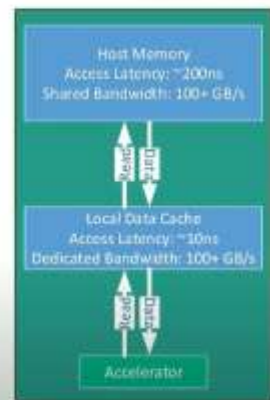 Host Memory
Access Latency: ~200ns
Shared Bandwidth: 100+ GB/s
Read
Data
Local Data Cache
Access Latency: ~10ns
Dedicated Bandwidth: 100+ GB/s
Read
Data
Accelerator